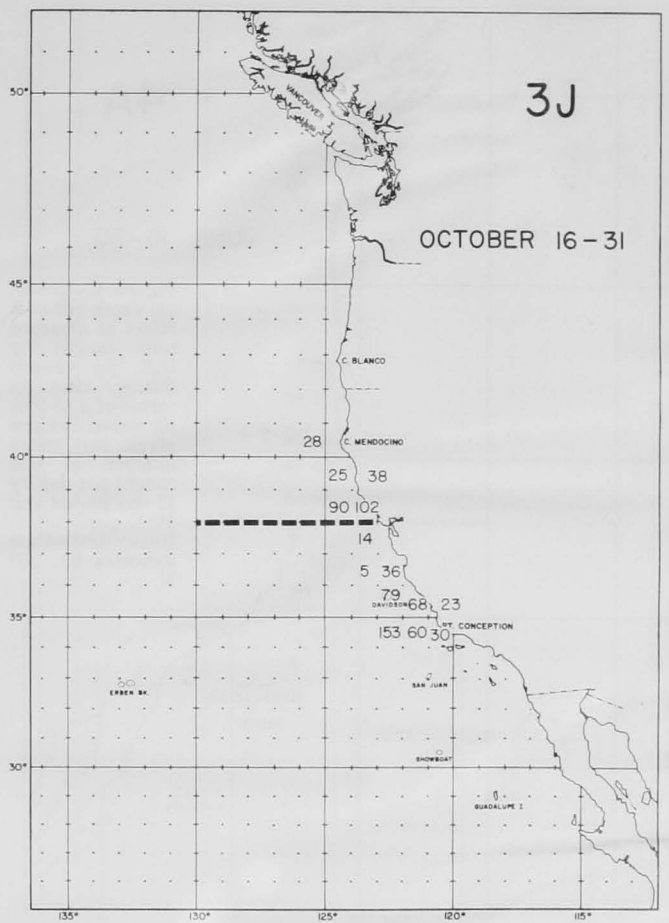 3J
50°
VANCOUVER I.
OCTOBER 16-31
45°
C. BLANCO
28
C. MENDOCINO
40°
25 38
90 102
14
5 36
79
DAVIDSON
68 23
35°
PT. CONCEPTION
153 60 30
ERBEN BK.
SAN JUAN
SHOWBOAT
30°
GUADALUPE I
135° 130° 125° 120° 115°